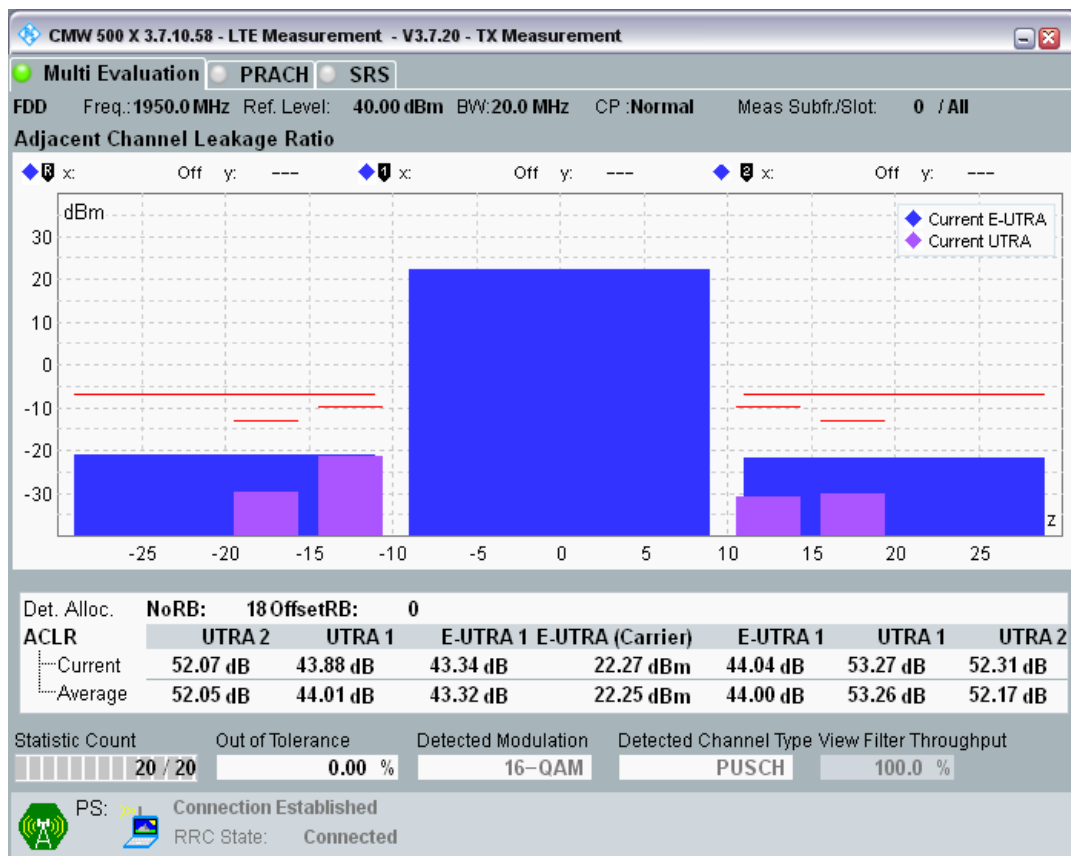 CMW 500 X 3.7.10.58 - LTE Measurement - V3.7.20 - TX Measurement
Multi Evaluation PRACH SRS
FDD Freq.:1950.0 MHz Ref. Level: 40.00 dBm BW:20.0 MHz CP :Normal Meas Subfr./Slot: 0 / All
Adjacent Channel Leakage Ratio
R x: Off y: --- 1 x: Off y: --- 2 x: Off y: ---
dBm
Current E-UTRA
Current UTRA
30
20
10
0
-10
-20
-30
z
-25 -20 -15 -10 -5 0 5 10 15 20 25
Det. Alloc. NoRB: 18 OffsetRB: 0
ACLR UTRA 2 UTRA 1 E-UTRA 1 E-UTRA (Carrier) E-UTRA 1 UTRA 1 UTRA 2
Current 52.07 dB 43.88 dB 43.34 dB 22.27 dBm 44.04 dB 53.27 dB 52.31 dB
Average 52.05 dB 44.01 dB 43.32 dB 22.25 dBm 44.00 dB 53.26 dB 52.17 dB
Statistic Count Out of Tolerance Detected Modulation Detected Channel Type View Filter Throughput
20 / 20 0.00 % 16-QAM PUSCH 100.0 %
PS: Connection Established
RRC State: Connected